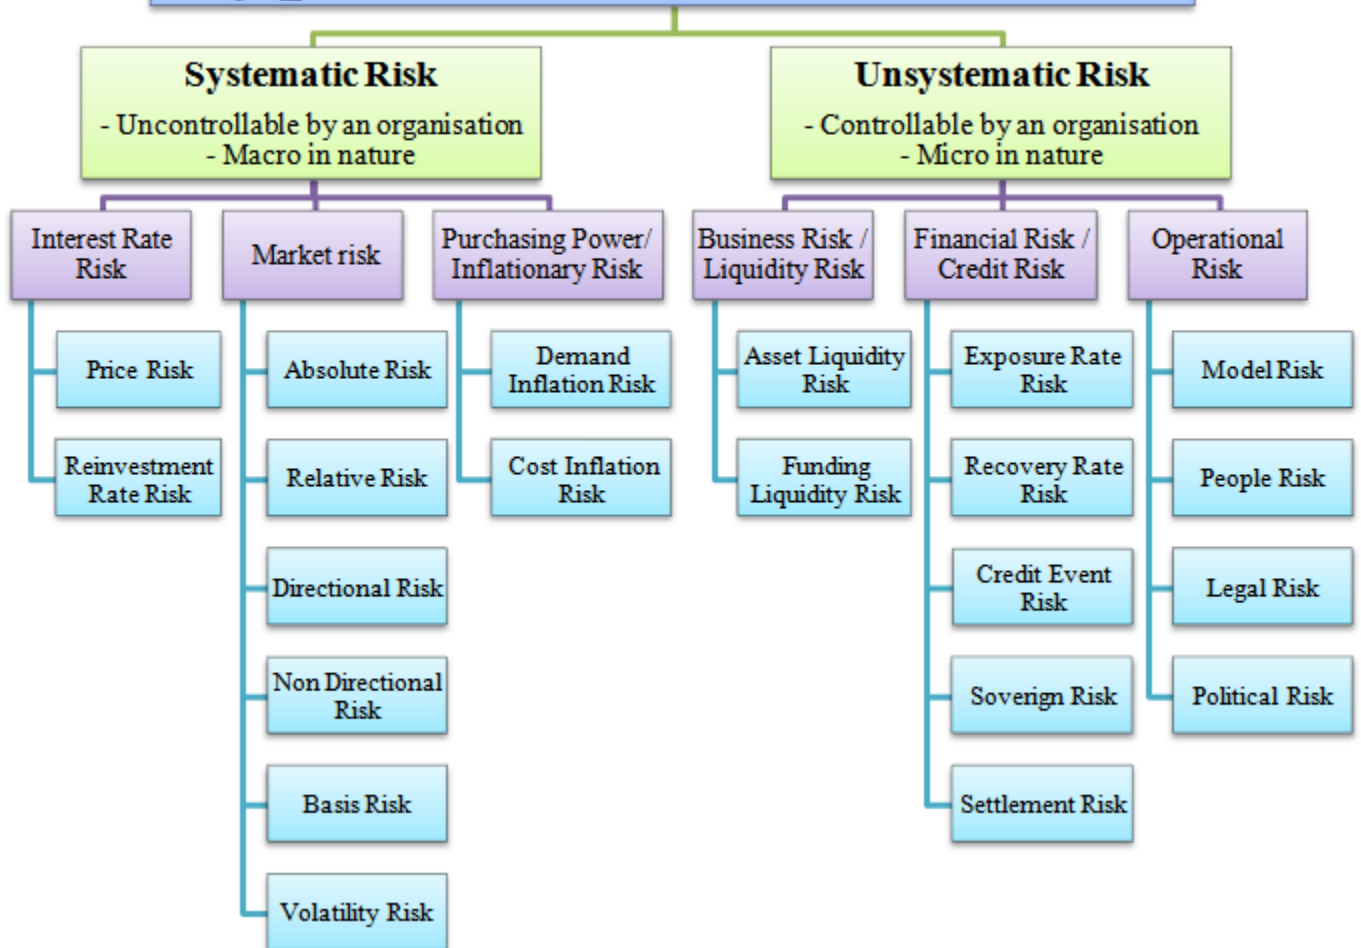 Systematic Risk
- Uncontrollable by an organisation
- Macro in nature
Unsystematic Risk
- Controllable by an organisation
- Micro in nature
Interest Rate
Risk
Market risk
Purchasing Power/
Inflationary Risk
Business Risk /
Liquidity Risk
Financial Risk /
Credit Risk
Operational
Risk
Price Risk
Reinvestment
Rate Risk
Absolute Risk
Relative Risk
Directional Risk
Non Directional
Risk
Basis Risk
Volatility Risk
Demand
Inflation Risk
Cost Inflation
Risk
Asset Liquidity
Risk
Funding
Liquidity Risk
Exposure Rate
Risk
Recovery Rate
Risk
Credit Event
Risk
Soverign Risk
Settlement Risk
Model Risk
People Risk
Legal Risk
Political Risk